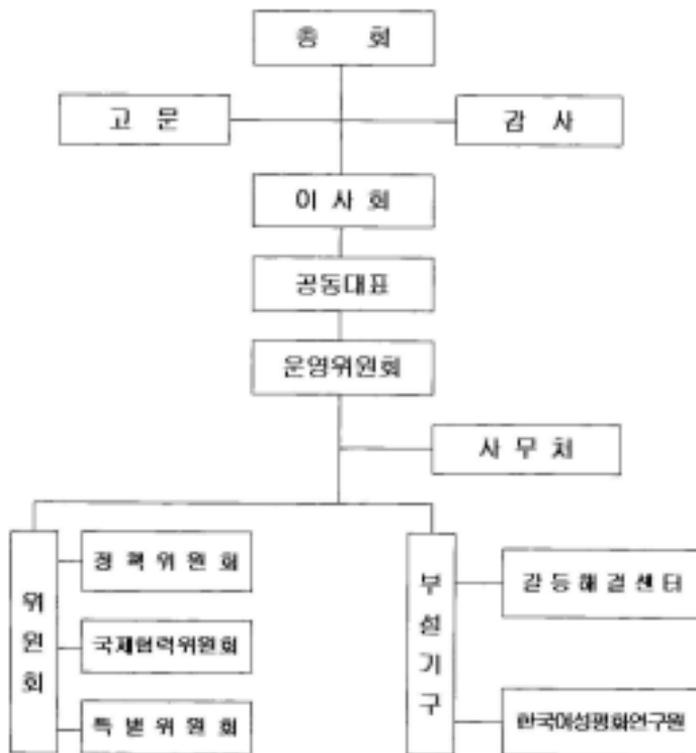 총 회
고 문
감 사
이 사 회
공동대표
운영위원회
사 무 처
위원회
정 책 위 원 회
국제협력위원회
특 별 위 원 회
부설기구
갈 등 해 결 센 터
한국여성평화연구원